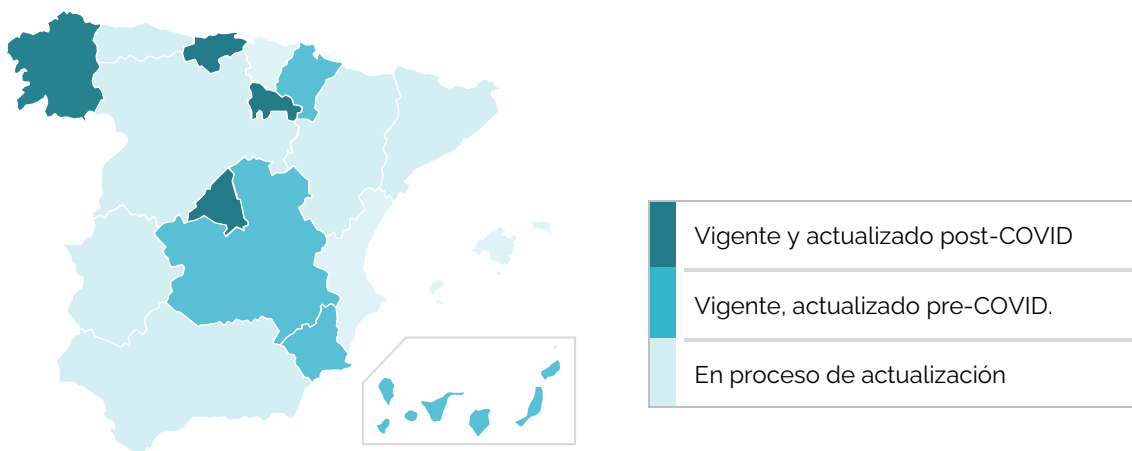 Vigente y actualizado post-COVID
Vigente, actualizado pre-COVID.
En proceso de actualización